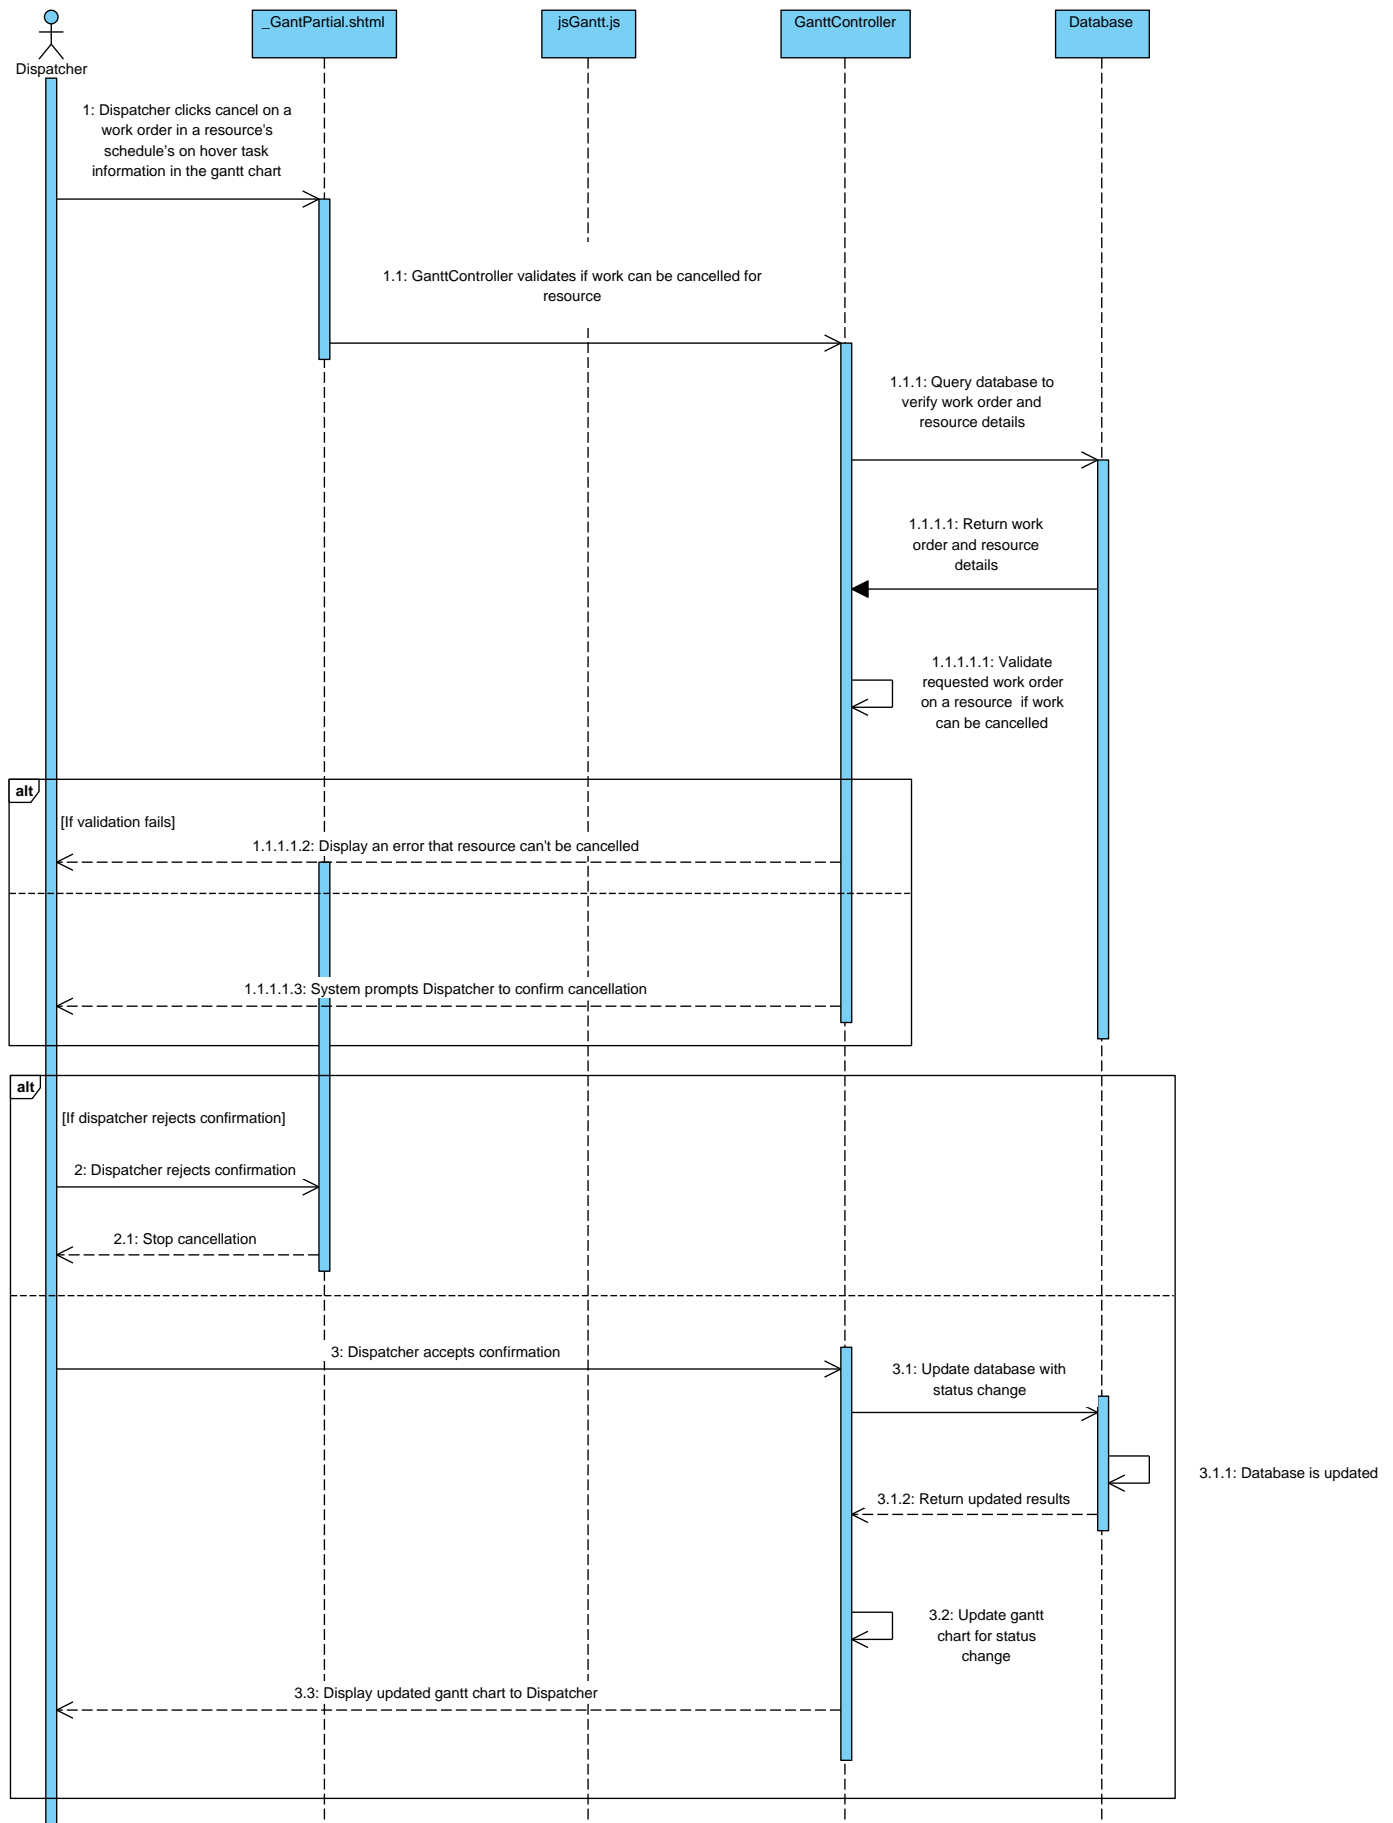 _GantPartial.shtml
jsGantt.js
GanttController
Database
Dispatcher
1: Dispatcher clicks cancel on a
work order in a resource's
schedule's on hover task
information in the gantt chart
1.1: GanttController validates if work can be cancelled for
resource
1.1.1: Query database to
verify work order and
resource details
1.1.1.1: Return work
order and resource
details
1.1.1.1.1: Validate
requested work order
on a resource  if work
can be cancelled
alt
[If validation fails]
1.1.1.1.2: Display an error that resource can't be cancelled
1.1.1.1.3: System prompts Dispatcher to confirm cancellation
alt
[If dispatcher rejects confirmation]
2: Dispatcher rejects confirmation
2.1: Stop cancellation
3: Dispatcher accepts confirmation
3.1: Update database with
status change
3.1.1: Database is updated
3.1.2: Return updated results
3.2: Update gantt
chart for status
change
3.3: Display updated gantt chart to Dispatcher